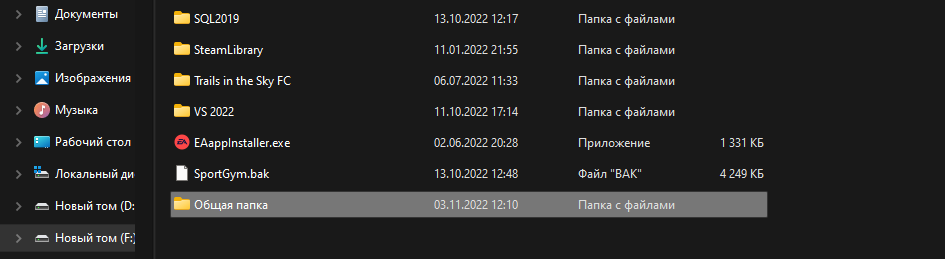 Документы
Загрузки
Изображения
Музыка
Рабочий стол
Локальный ди
Новый том (D:
Новый том (F:)
SQL2019 13.10.2022 12:17 Папка с файлами
SteamLibrary 11.01.2022 21:55 Папка с файлами
Trails in the Sky FC 06.07.2022 11:33 Папка с файлами
VS 2022 11.10.2022 17:14 Папка с файлами
EAappInstaller.exe 02.06.2022 20:28 Приложение 1 331 КБ
SportGym.bak 13.10.2022 12:48 Файл "BAK" 4 249 КБ
Общая папка 03.11.2022 12:10 Папка с файлами